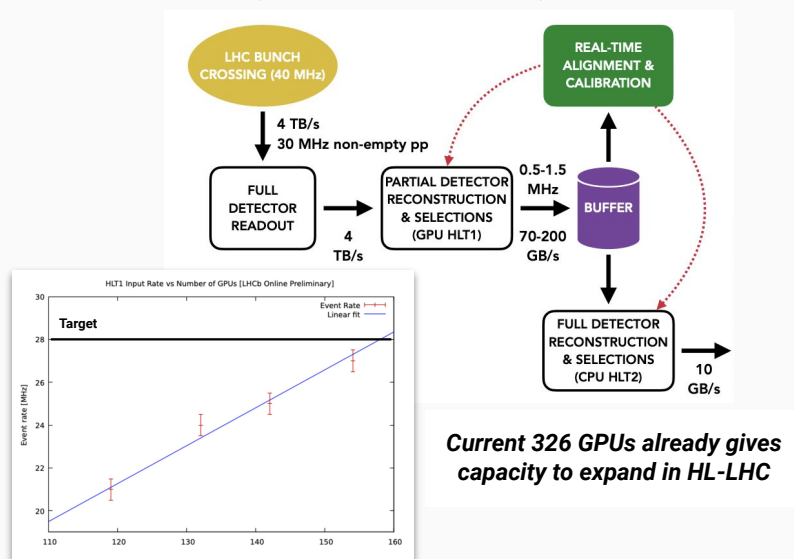 LHC BUNCH
CROSSING (40 MHz)
REAL-TIME
ALIGNMENT &
CALIBRATION
4 TB/s
30 MHz non-empty pp
FULL
DETECTOR
READOUT
4
TB/s
PARTIAL DETECTOR
RECONSTRUCTION
& SELECTIONS
(GPU HLT1)
0.5-1.5
MHz
70-200
GB/s
BUFFER
FULL DETECTOR
RECONSTRUCTION
& SELECTIONS
(CPU HLT2)
10
GB/s
HLT1 Input Rate vs Number of GPUs [LHCb Online Preliminary]
Event Rate
Linear fit
Target
Event rate [MHz]
30
28
26
24
22
20
110
120
130
140
150
160
Current 326 GPUs already gives
capacity to expand in HL-LHC